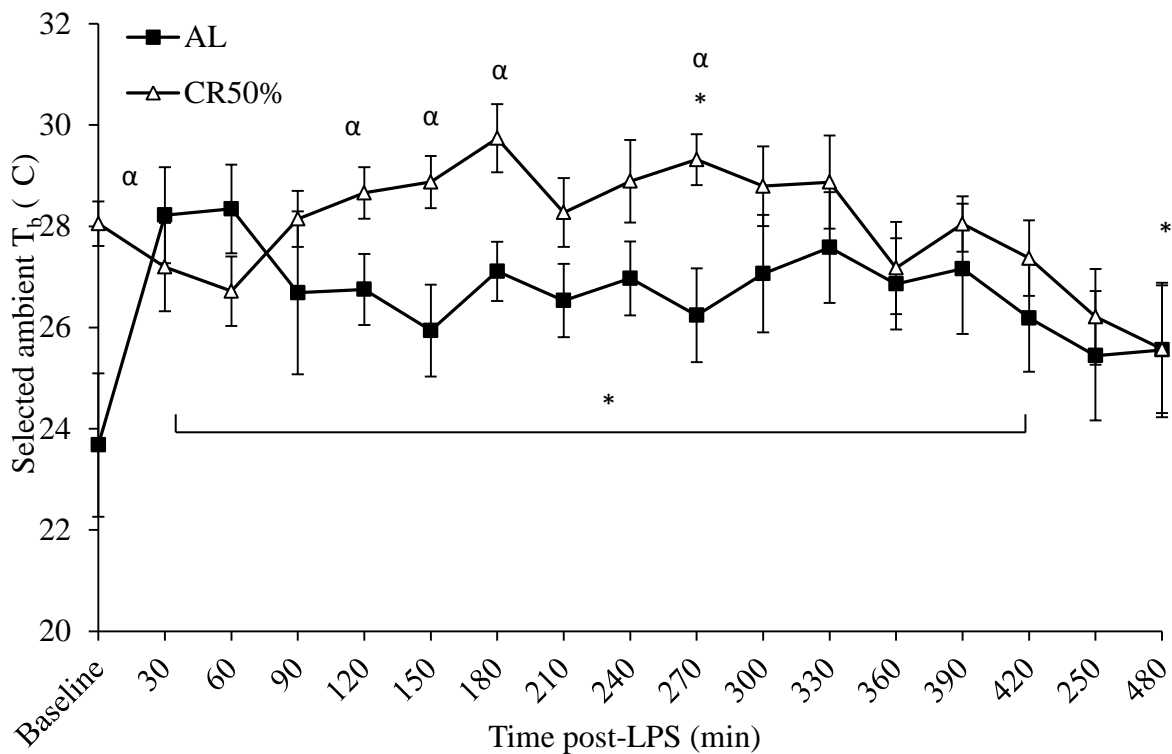 32
30
28
26
24
22
20
Selected ambient T_b ( C)
AL
CR50%
α
α
α
α
α
*
*
*
Baseline
30
60
90
120
150
180
210
240
270
300
330
360
390
420
250
480
Time post-LPS (min)